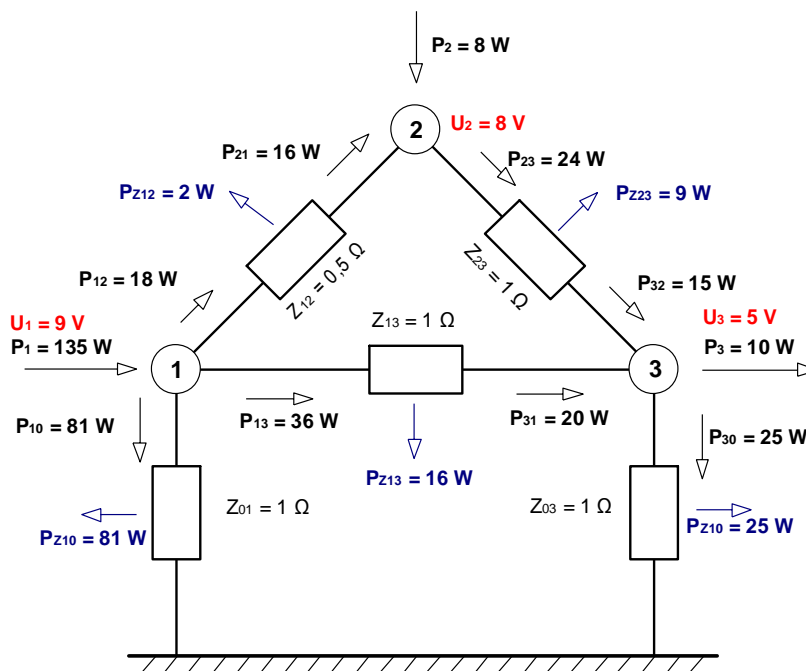 P2 = 8 W
2
U2 = 8 V
P21 = 16 W
P23 = 24 W
PZ12 = 2 W
PZ23 = 9 W
Z12 = 0,5 Ω
Z23 = 1 Ω
P12 = 18 W
P32 = 15 W
U1 = 9 V
Z13 = 1 Ω
U3 = 5 V
P1 = 135 W
P3 = 10 W
1
3
P10 = 81 W
P13 = 36 W
P31 = 20 W
P30 = 25 W
PZ13 = 16 W
Z01 = 1 Ω
Z03 = 1 Ω
PZ10 = 81 W
PZ10 = 25 W